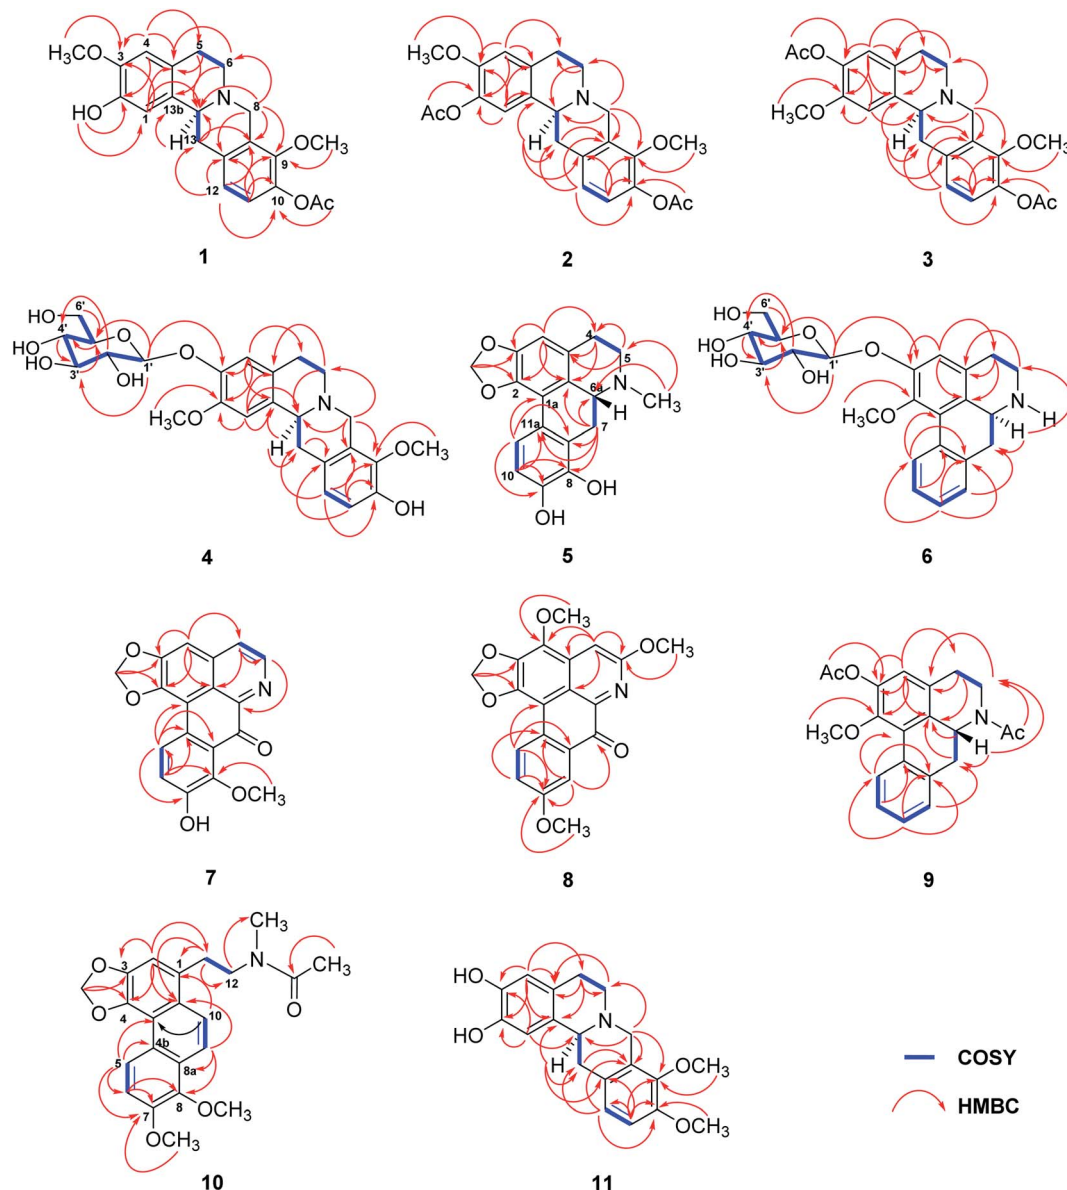 H₃CO 3 4 5 6
HO 1 13b N 8
H 13 OCH₃
9
12 10 OAc
1
H₃CO
AcO N
H OCH₃
OAc
2
AcO
H₃CO N
H OCH₃
OAc
3
HO 6' 4' O O
HO HO 3' OH 1'
H₃CO N
H OCH₃
OH
4
O 4
O 2 5
6a N CH₃
1a H
11a 7
10 8 OH
OH
5
HO 6' 4' O O
HO HO 3' OH 1'
H₃CO N H
H
6
O
O N
O
OCH₃
OH
7
OCH₃
O OCH₃
O N
O
OCH₃
8
AcO
H₃CO N Ac
H
9
CH₃
N CH₃
O 3 1 12 O
O 4 10
4b
5 8a
8 OCH₃
7
OCH₃
10
HO
HO N
H OCH₃
OCH₃
11
COSY
HMBC